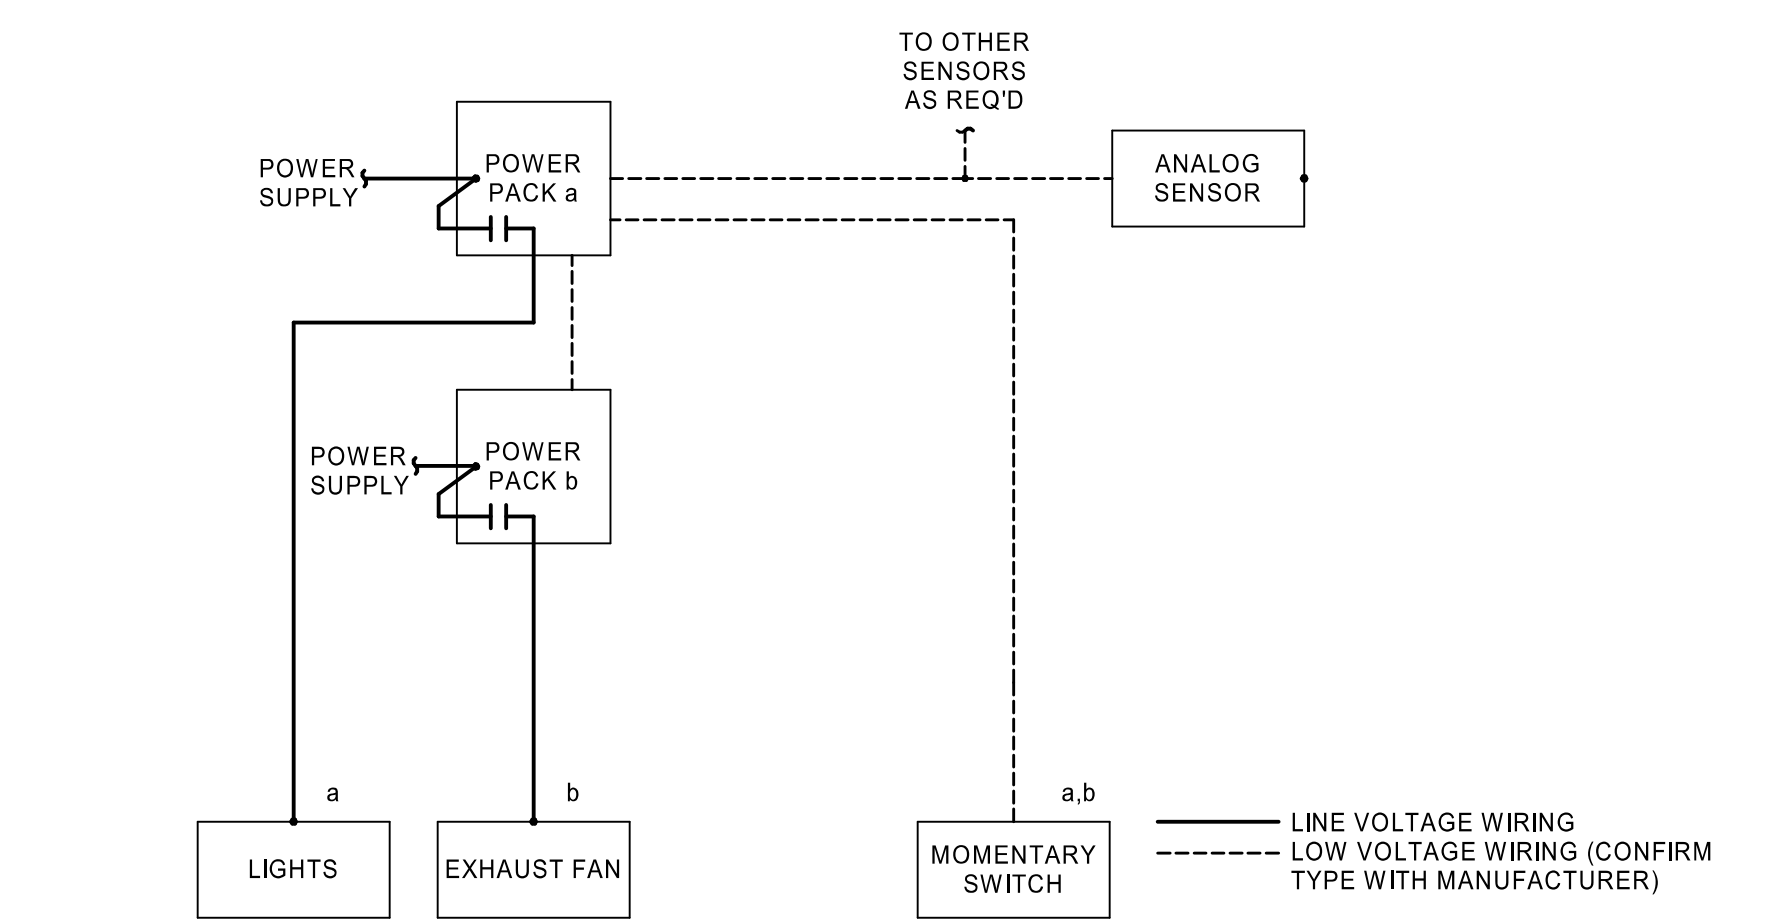 TO OTHER
SENSORS
AS REQ'D
POWER
SUPPLY
POWER
PACK a
ANALOG
SENSOR
POWER
SUPPLY
POWER
PACK b
a
b
a,b
LIGHTS
EXHAUST FAN
MOMENTARY
SWITCH
LINE VOLTAGE WIRING
LOW VOLTAGE WIRING (CONFIRM
TYPE WITH MANUFACTURER)